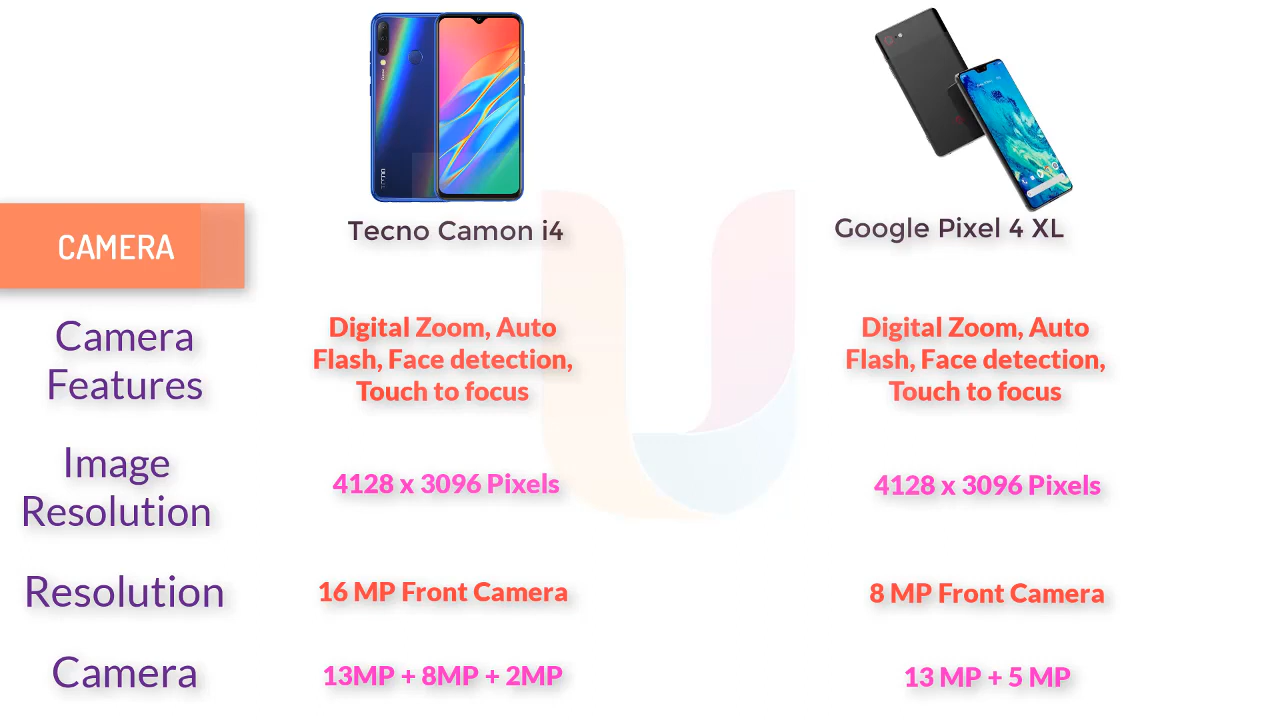 Tecno Camon i4
Google Pixel 4 XL
CAMERA
Camera
Features
Digital Zoom, Auto
Flash, Face detection,
Touch to focus
Digital Zoom, Auto
Flash, Face detection,
Touch to focus
Image
Resolution
4128 x 3096 Pixels
4128 x 3096 Pixels
Resolution
16 MP Front Camera
8 MP Front Camera
Camera
13MP + 8MP + 2MP
13 MP + 5 MP